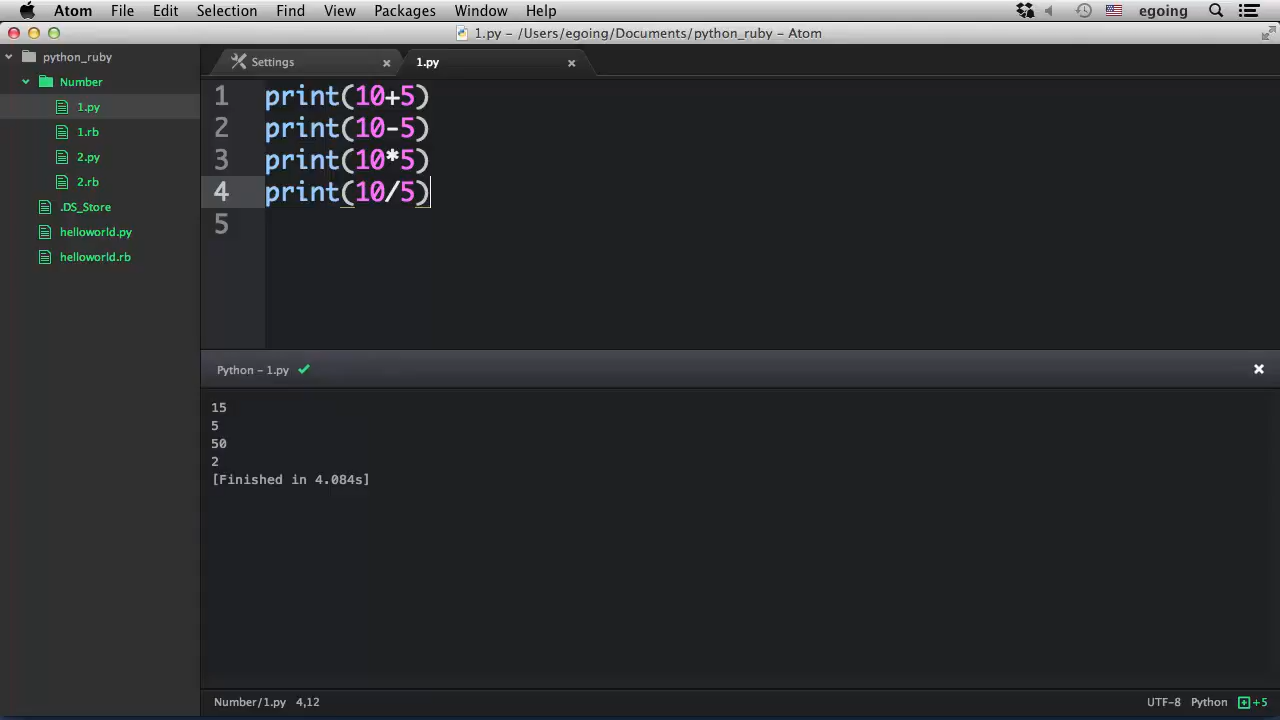 Atom File Edit Selection Find View Packages Window Help egoing
1.py - /Users/egoing/Documents/python_ruby - Atom
python_ruby
Number
1.py
1.rb
2.py
2.rb
.DS_Store
helloworld.py
helloworld.rb
Settings 1.py
1 print(10+5)
2 print(10-5)
3 print(10*5)
4 print(10/5)
5
Python - 1.py
15
5
50
2
[Finished in 4.084s]
Number/1.py 4,12 UTF-8 Python +5